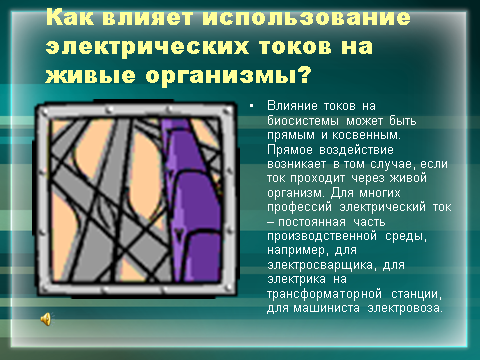 Как влияет использование
электрических токов на
живые организмы?
• Влияние токов на
биосистемы может быть
прямым и косвенным.
Прямое воздействие
возникает в том случае, если
ток проходит через живой
организм. Для многих
профессий электрический ток
– постоянная часть
производственной среды,
например, для
электросварщика, для
электрика на
трансформаторной станции,
для машиниста электровоза.